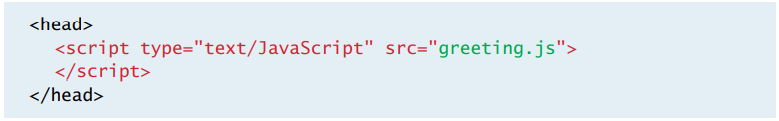 <head>
<script type="text/JavaScript" src="greeting.js">
</script>
</head>